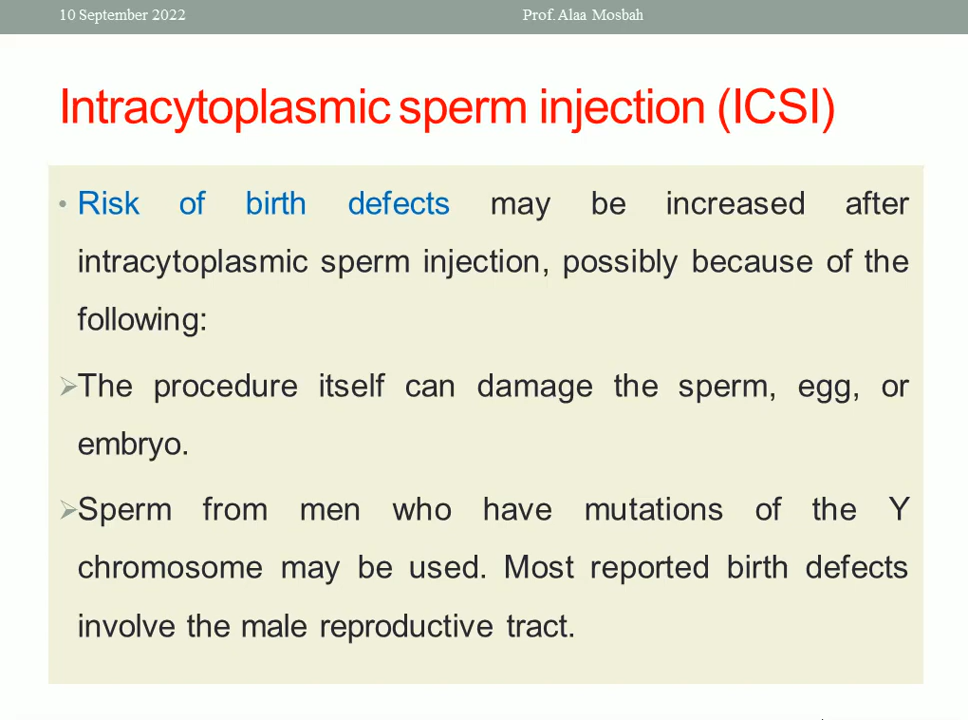 10 September 2022 Prof. Alaa Mosbah
Intracytoplasmic sperm injection (ICSI)
• Risk of birth defects may be increased after
intracytoplasmic sperm injection, possibly because of the
following:
➢The procedure itself can damage the sperm, egg, or
embryo.
➢Sperm from men who have mutations of the Y
chromosome may be used. Most reported birth defects
involve the male reproductive tract.